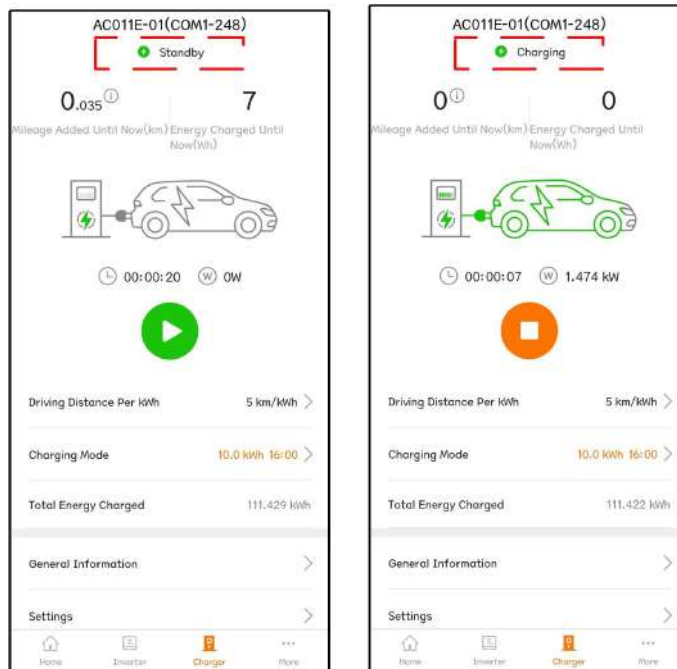 AC011E-01(COM1-248)
Standby
0.035 7
Mileage Added Until Now(km) Energy Charged Until
Now(Wh)
00:00:20 W 0W
Driving Distance Per kWh 5 km/kWh
Charging Mode 10.0 kWh 16:00
Total Energy Charged 111.429 kWh
General Information
Settings
Home Inverter Charger More
AC011E-01(COM1-248)
Charging
0 0
Mileage Added Until Now(km) Energy Charged Until
Now(Wh)
00:00:07 W 1.474 kW
Driving Distance Per kWh 5 km/kWh
Charging Mode 10.0 kWh 16:00
Total Energy Charged 111.422 kWh
General Information
Settings
Home Inverter Charger More